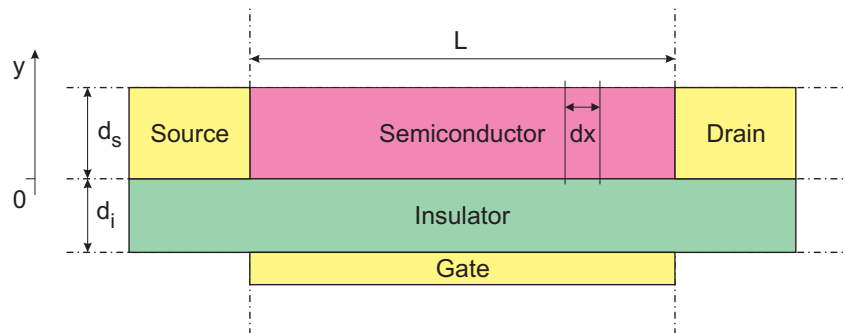 L
y
d_s
Source
Semiconductor
dx
Drain
0
d_i
Insulator
Gate